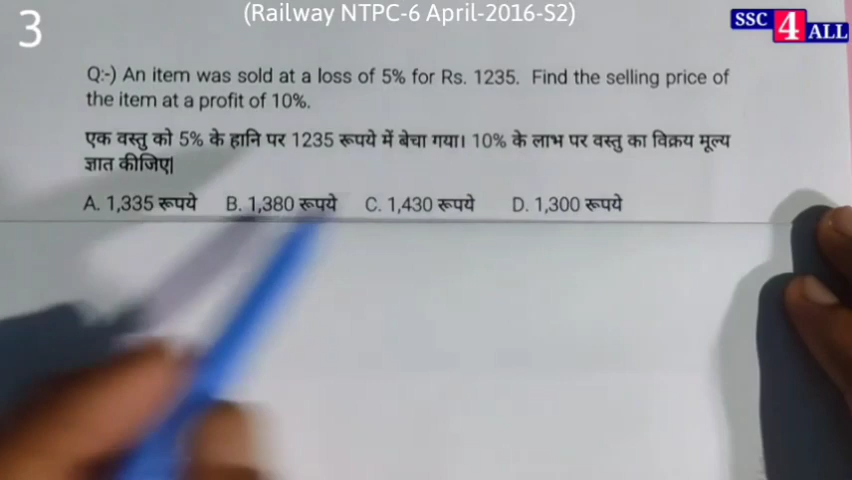 3
(Railway NTPC-6 April-2016-S2)
SSC 4 ALL
Q:-) An item was sold at a loss of 5% for Rs. 1235. Find the selling price of
the item at a profit of 10%.
एक वस्तु को 5% के हानि पर 1235 रूपये में बेचा गया। 10% के लाभ पर वस्तु का विक्रय मूल्य
ज्ञात कीजिए|
A. 1,335 रूपये B. 1,380 रूपये C. 1,430 रूपये D. 1,300 रूपये